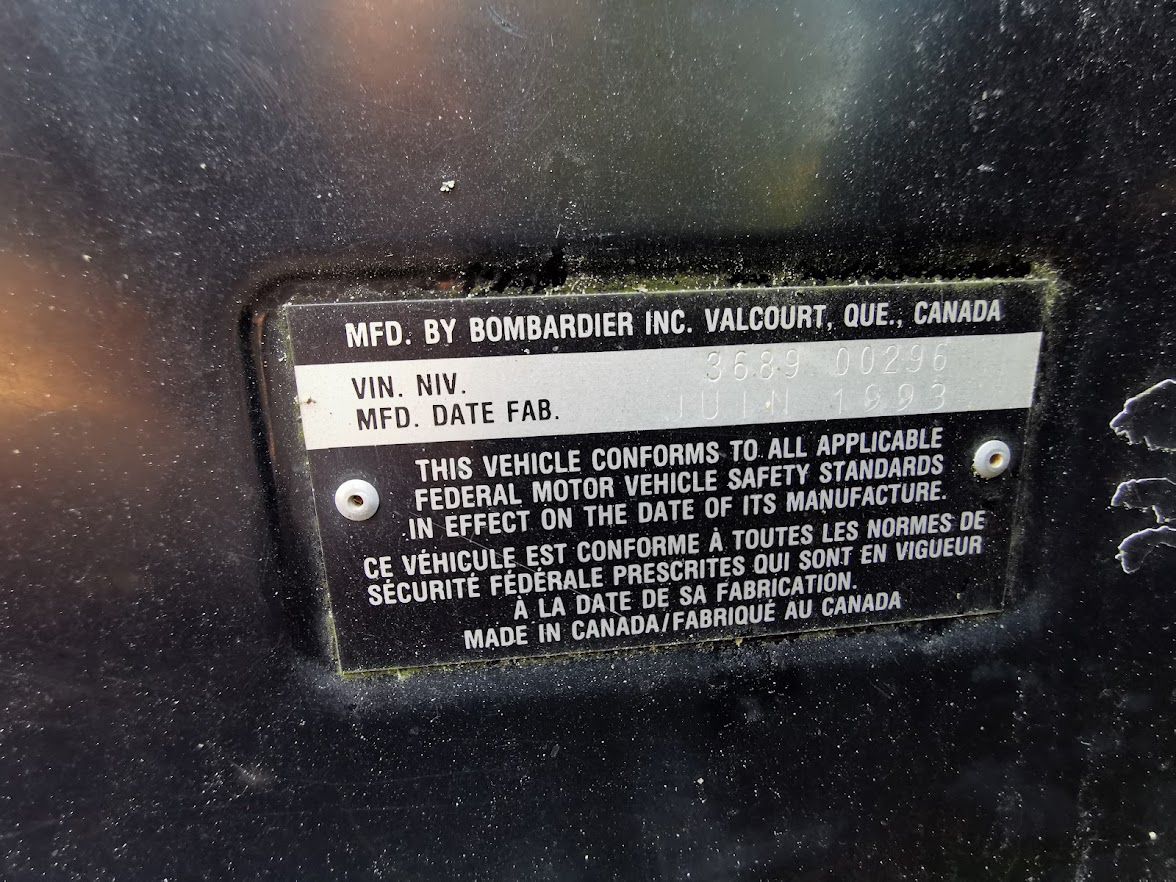 MFD. BY BOMBARDIER INC. VALCOURT, QUE., CANADA
VIN. NIV. 3689 00296
MFD. DATE FAB. JUIN 1993
THIS VEHICLE CONFORMS TO ALL APPLICABLE
FEDERAL MOTOR VEHICLE SAFETY STANDARDS
IN EFFECT ON THE DATE OF ITS MANUFACTURE.
CE VÉHICULE EST CONFORME À TOUTES LES NORMES DE
SÉCURITÉ FÉDÉRALE PRESCRITES QUI SONT EN VIGUEUR
À LA DATE DE SA FABRICATION.
MADE IN CANADA/FABRIQUÉ AU CANADA